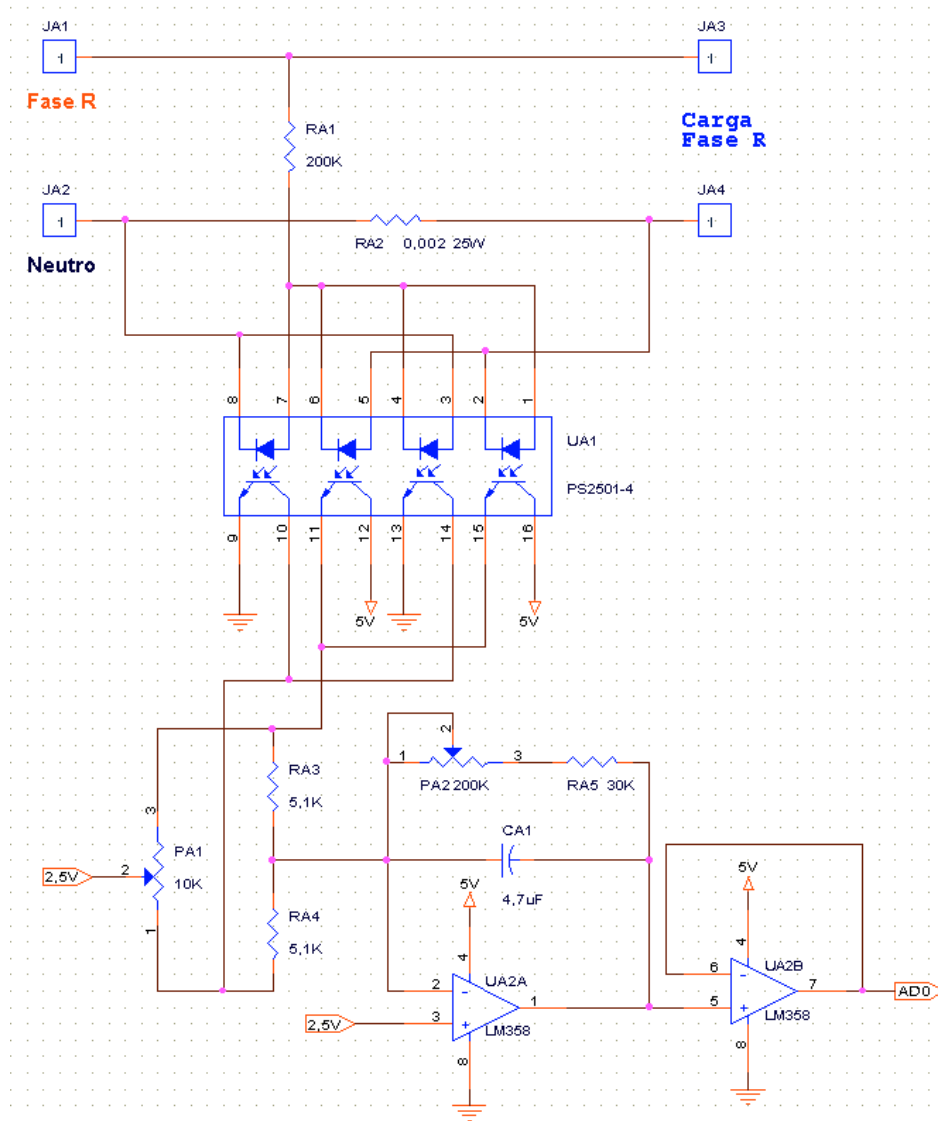 JA1
1
Fase R
JA3
1
Carga
Fase R
RA1
200K
JA2
1
Neutro
JA4
1
RA2 0,002 25W
8 7 6 5 4 3 2 1
UA1
PS2501-4
9 10 11 12 13 14 15 16
5V 5V
2
1 3
PA2 200K RA5 30K
RA3
5,1K
CA1
4,7uF
3
PA1
10K
2,5V 2
1
RA4
5,1K
5V
4
2 UA2A
- 1
2,5V 3 +
LM358
8
5V
4
6 UA2B
- 7
5 +
LM358
8
AD0